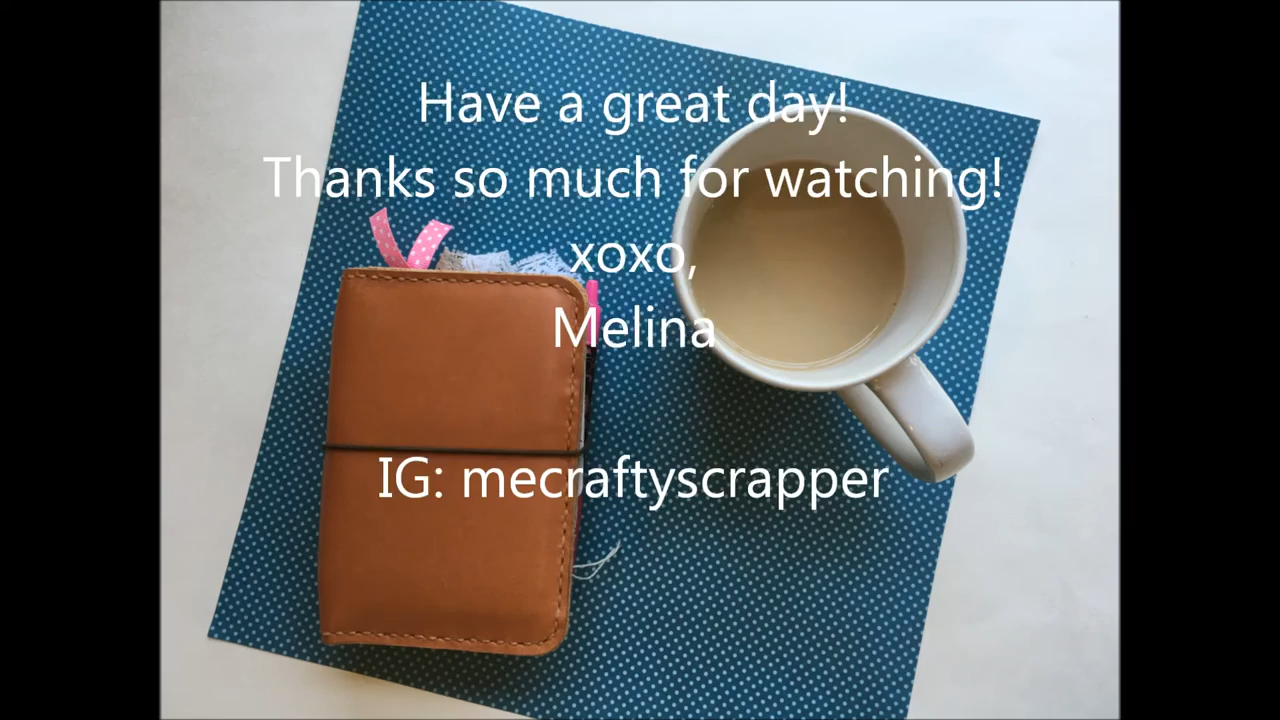 Have a great day!
Thanks so much for watching!
xoxo,
Melina
IG: mecraftyscrapper